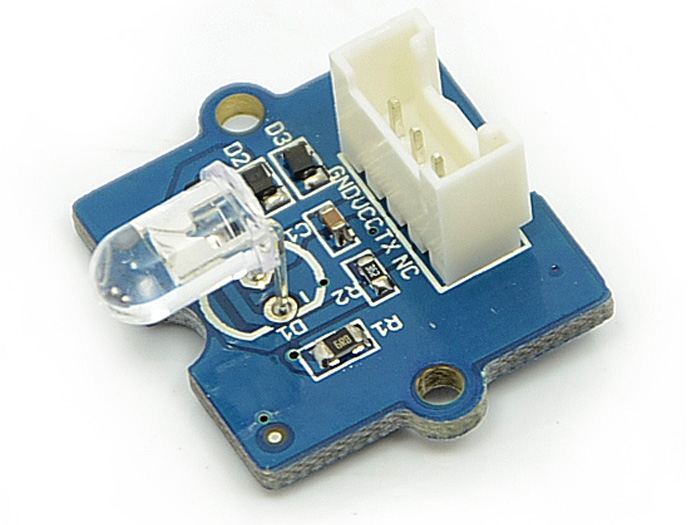 D3
D2
GND VCC TX NC
C1
R2
D1
R1
680